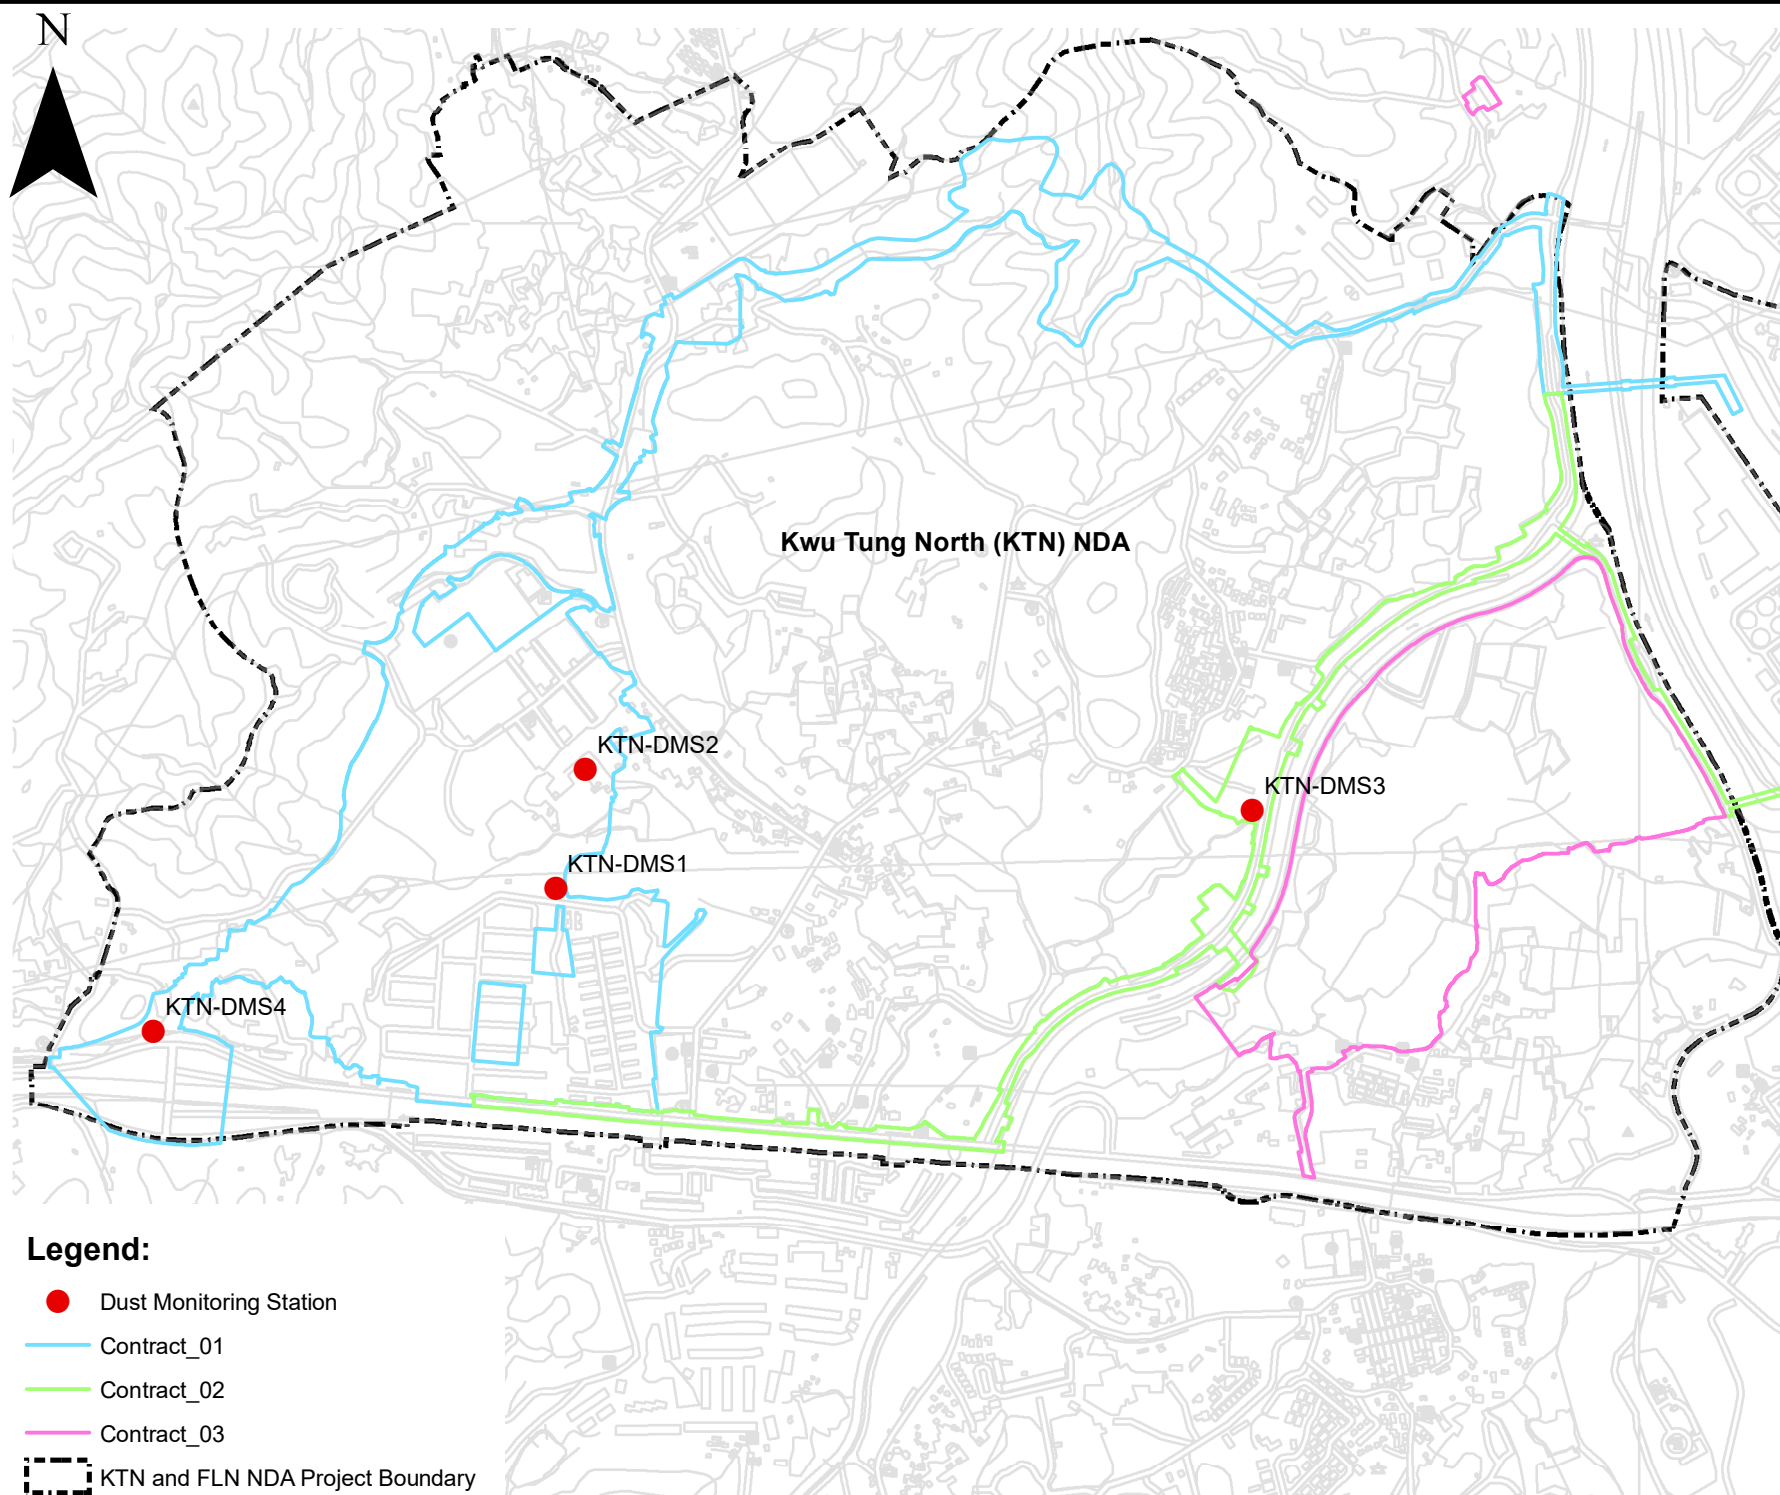 N
Kwu Tung North (KTN) NDA
KTN-DMS2
KTN-DMS3
KTN-DMS1
KTN-DMS4
Legend:
Dust Monitoring Station
Contract_01
Contract_02
Contract_03
KTN and FLN NDA Project Boundary